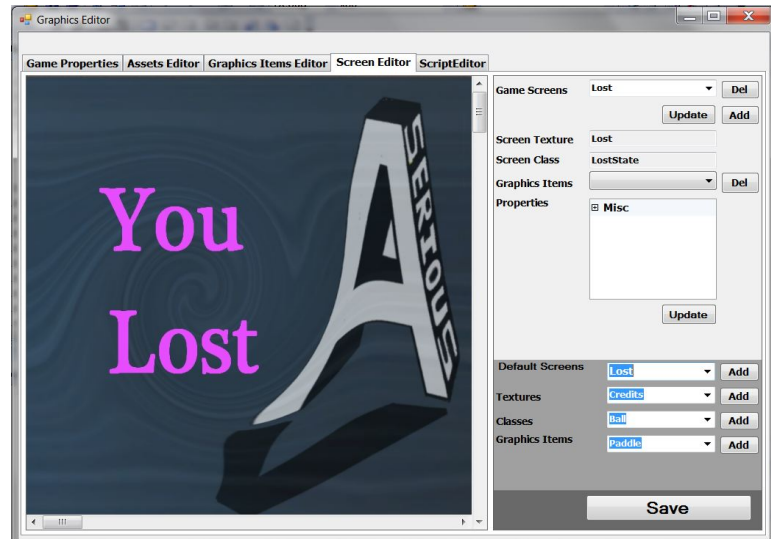 Graphics Editor
Game Properties Assets Editor Graphics Items Editor Screen Editor ScriptEditor
You
Lost
SERIOUS
A
Game Screens Lost Del
Update Add
Screen Texture Lost
Screen Class LostState
Graphics Items Del
Properties Misc
Update
Default Screens Lost Add
Textures Credits Add
Classes Ball Add
Graphics Items Paddle Add
Save